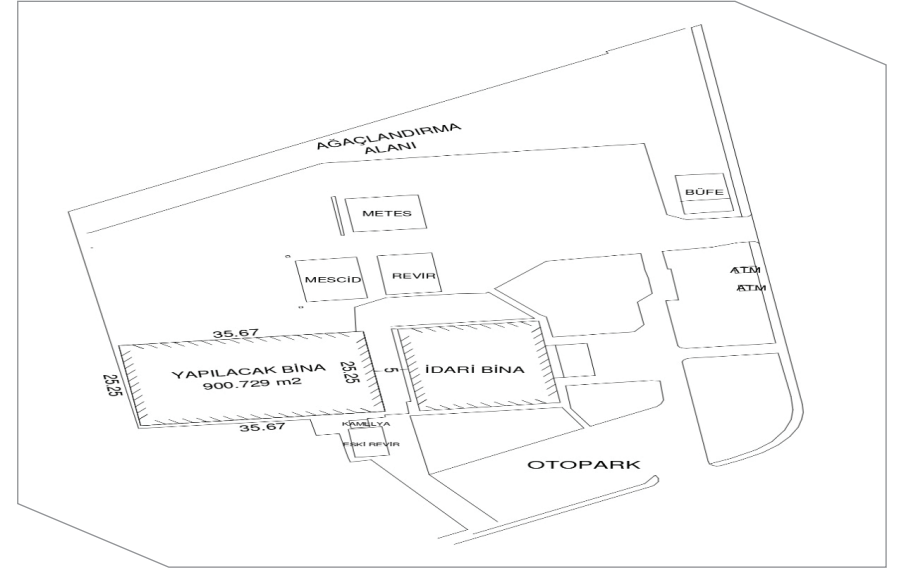 AĞAÇLANDIRMA
ALANI
BÜFE
METES
ATM
MESCİD
REVİR
ATM
35.67
YAPILACAK BİNA
900.729 m2
25.25
25.25
5
İDARİ BİNA
35.67
KAMELYA
ESKİ REVİR
OTOPARK